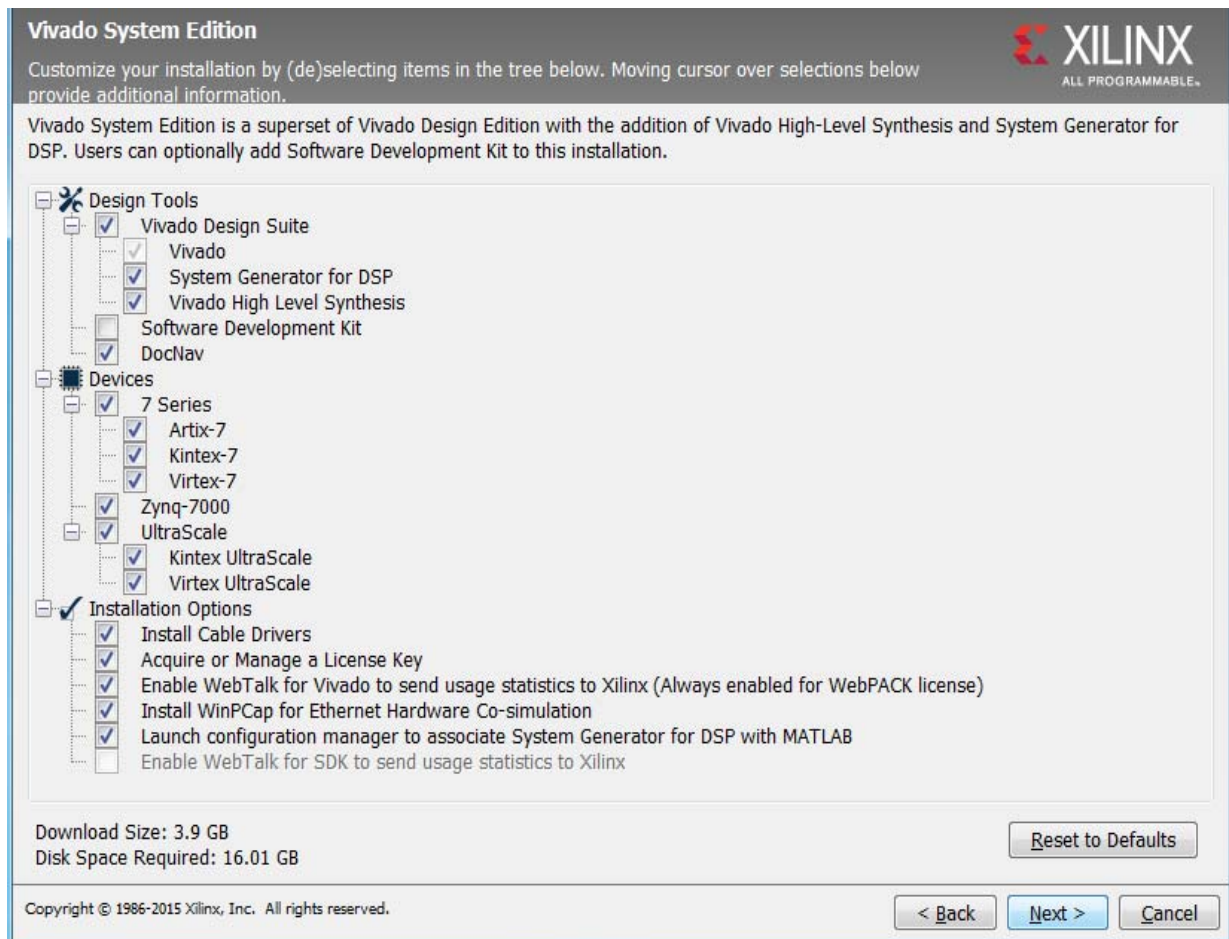 Vivado System Edition
XILINX
ALL PROGRAMMABLE™
Customize your installation by (de)selecting items in the tree below. Moving cursor over selections below
provide additional information.
Vivado System Edition is a superset of Vivado Design Edition with the addition of Vivado High-Level Synthesis and System Generator for
DSP. Users can optionally add Software Development Kit to this installation.
Design Tools
Vivado Design Suite
Vivado
System Generator for DSP
Vivado High Level Synthesis
Software Development Kit
DocNav
Devices
7 Series
Artix-7
Kintex-7
Virtex-7
Zynq-7000
UltraScale
Kintex UltraScale
Virtex UltraScale
Installation Options
Install Cable Drivers
Acquire or Manage a License Key
Enable WebTalk for Vivado to send usage statistics to Xilinx (Always enabled for WebPACK license)
Install WinPCap for Ethernet Hardware Co-simulation
Launch configuration manager to associate System Generator for DSP with MATLAB
Enable WebTalk for SDK to send usage statistics to Xilinx
Download Size: 3.9 GB
Disk Space Required: 16.01 GB
Reset to Defaults
Copyright © 1986-2015 Xilinx, Inc. All rights reserved.
< Back
Next >
Cancel